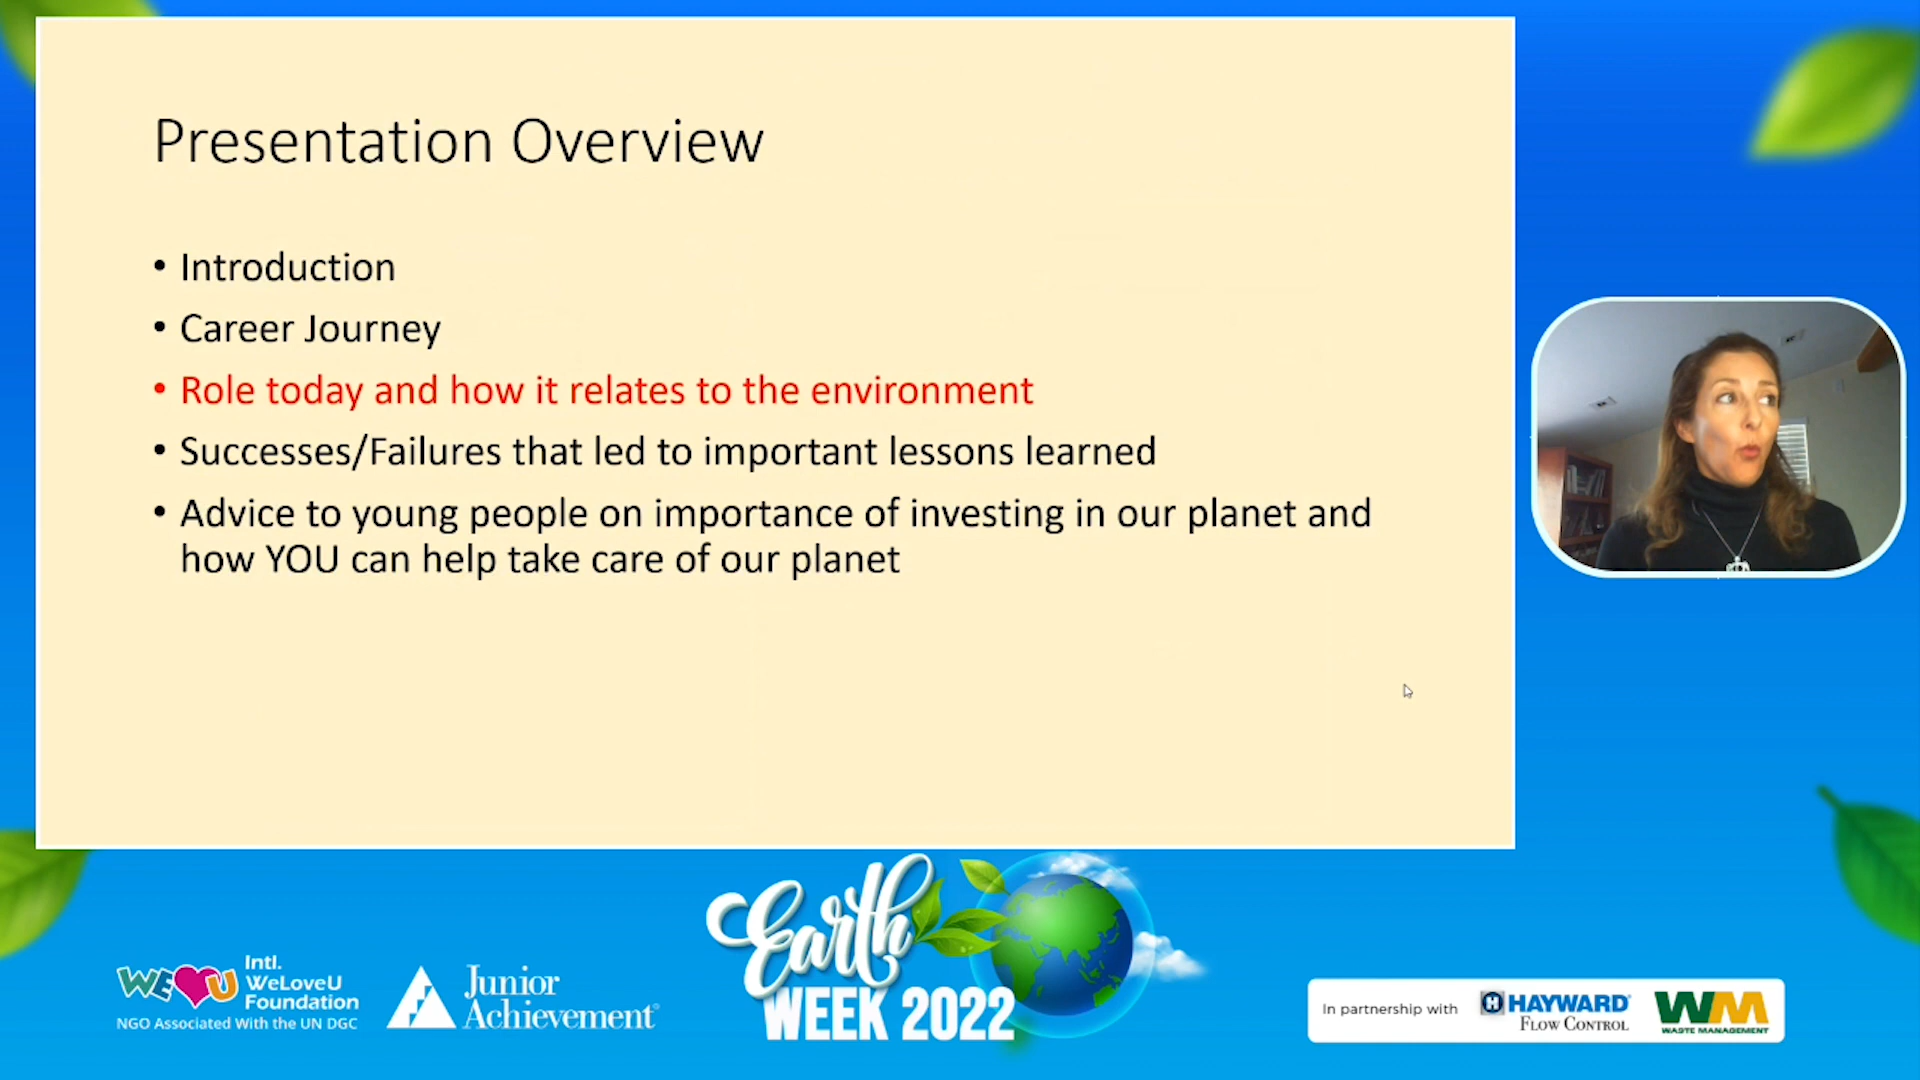 Presentation Overview
• Introduction
• Career Journey
• Role today and how it relates to the environment
• Successes/Failures that led to important lessons learned
• Advice to young people on importance of investing in our planet and
how YOU can help take care of our planet
Earth
WEEK 2022
WE U
Intl.
WeLoveU
Foundation
NGO Associated With the UN DGC
Junior
Achievement®
In partnership with
H HAYWARD®
FLOW CONTROL
WM
WASTE MANAGEMENT